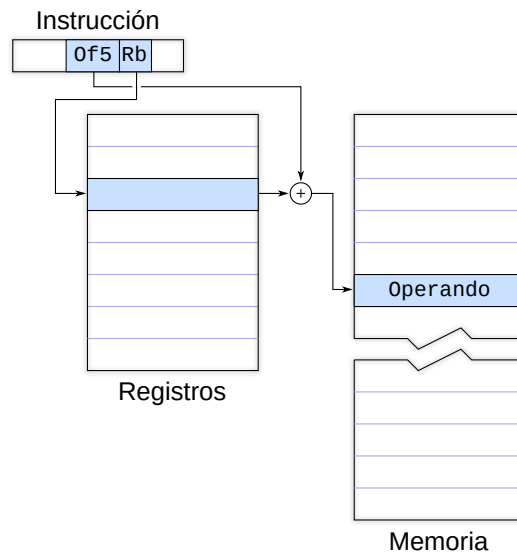 Instrucción
Of5 Rb
Operando
Registros
Memoria